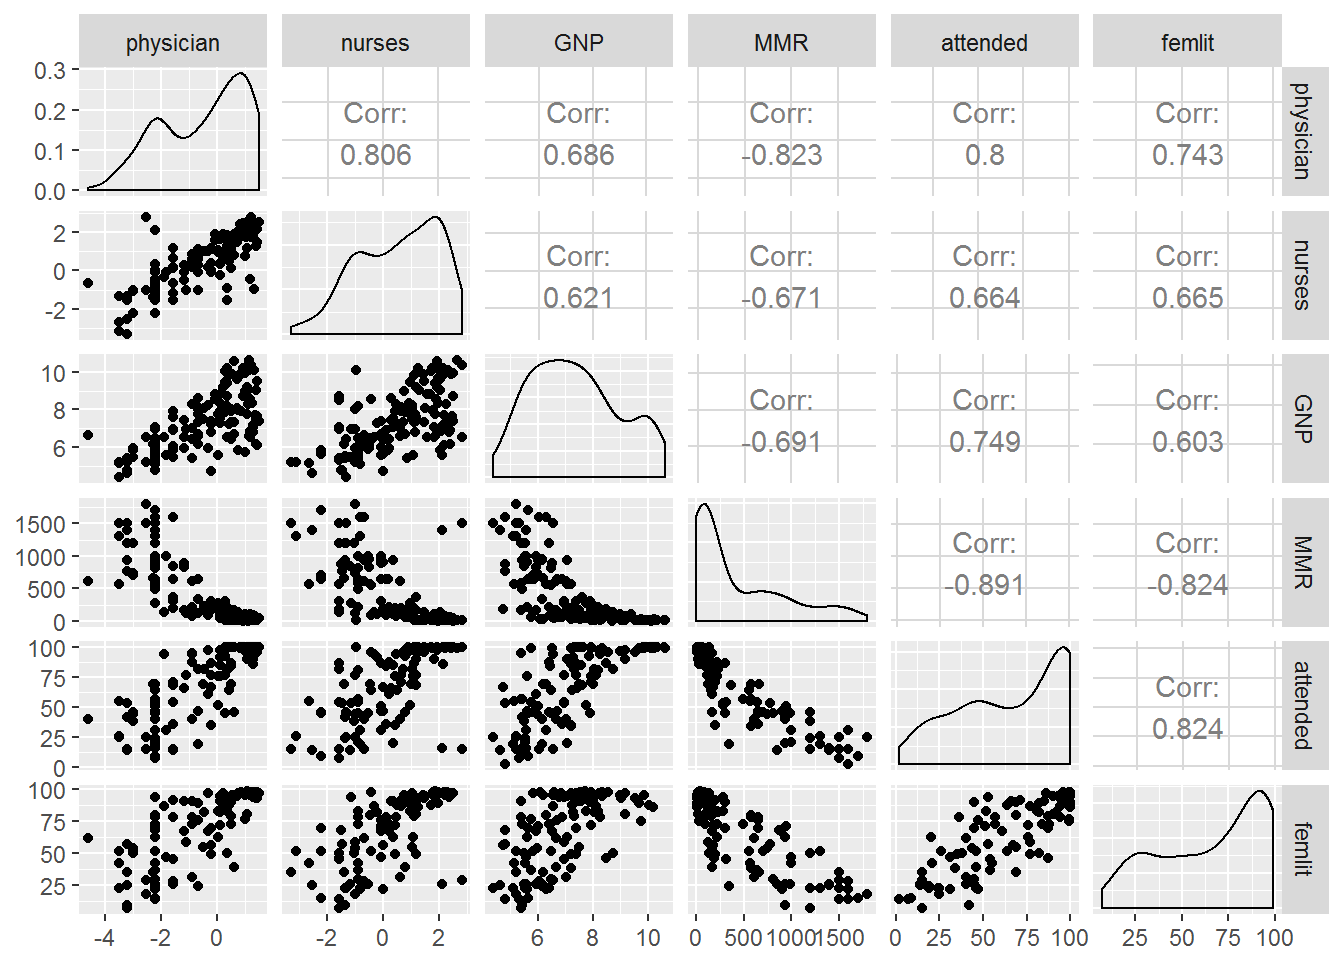 physician nurses GNP MMR attended femlit
0.3
0.2
0.1
0.0
Corr: Corr: Corr: Corr: Corr:
0.806 0.686 -0.823 0.8 0.743
physician
2
0
-2
Corr: Corr: Corr: Corr:
0.621 -0.671 0.664 0.665
nurses
10
8
6
Corr: Corr: Corr:
-0.691 0.749 0.603
GNP
1500
1000
500
0
Corr: Corr:
-0.891 -0.824
MMR
100
75
50
25
0
Corr:
0.824
attended
100
75
50
25
femlit
-4 -2 0 -2 0 2 6 8 10 0 500 1000 1500 0 25 50 75 100 25 50 75 100